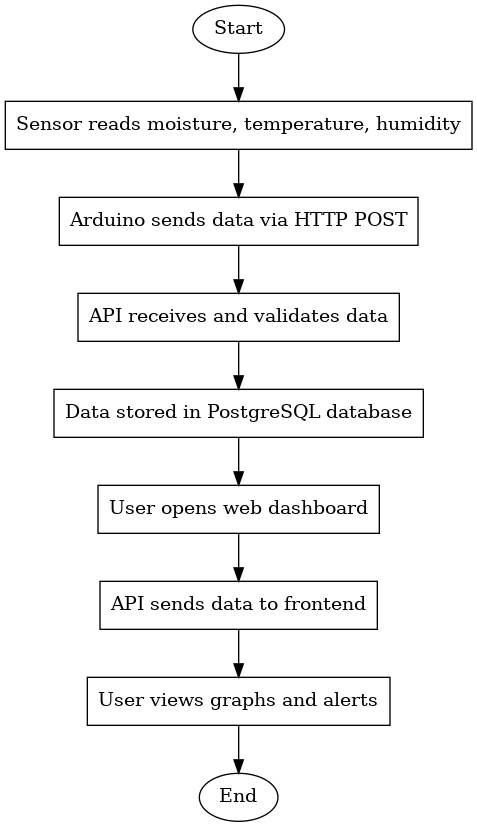 Start
Sensor reads moisture, temperature, humidity
Arduino sends data via HTTP POST
API receives and validates data
Data stored in PostgreSQL database
User opens web dashboard
API sends data to frontend
User views graphs and alerts
End